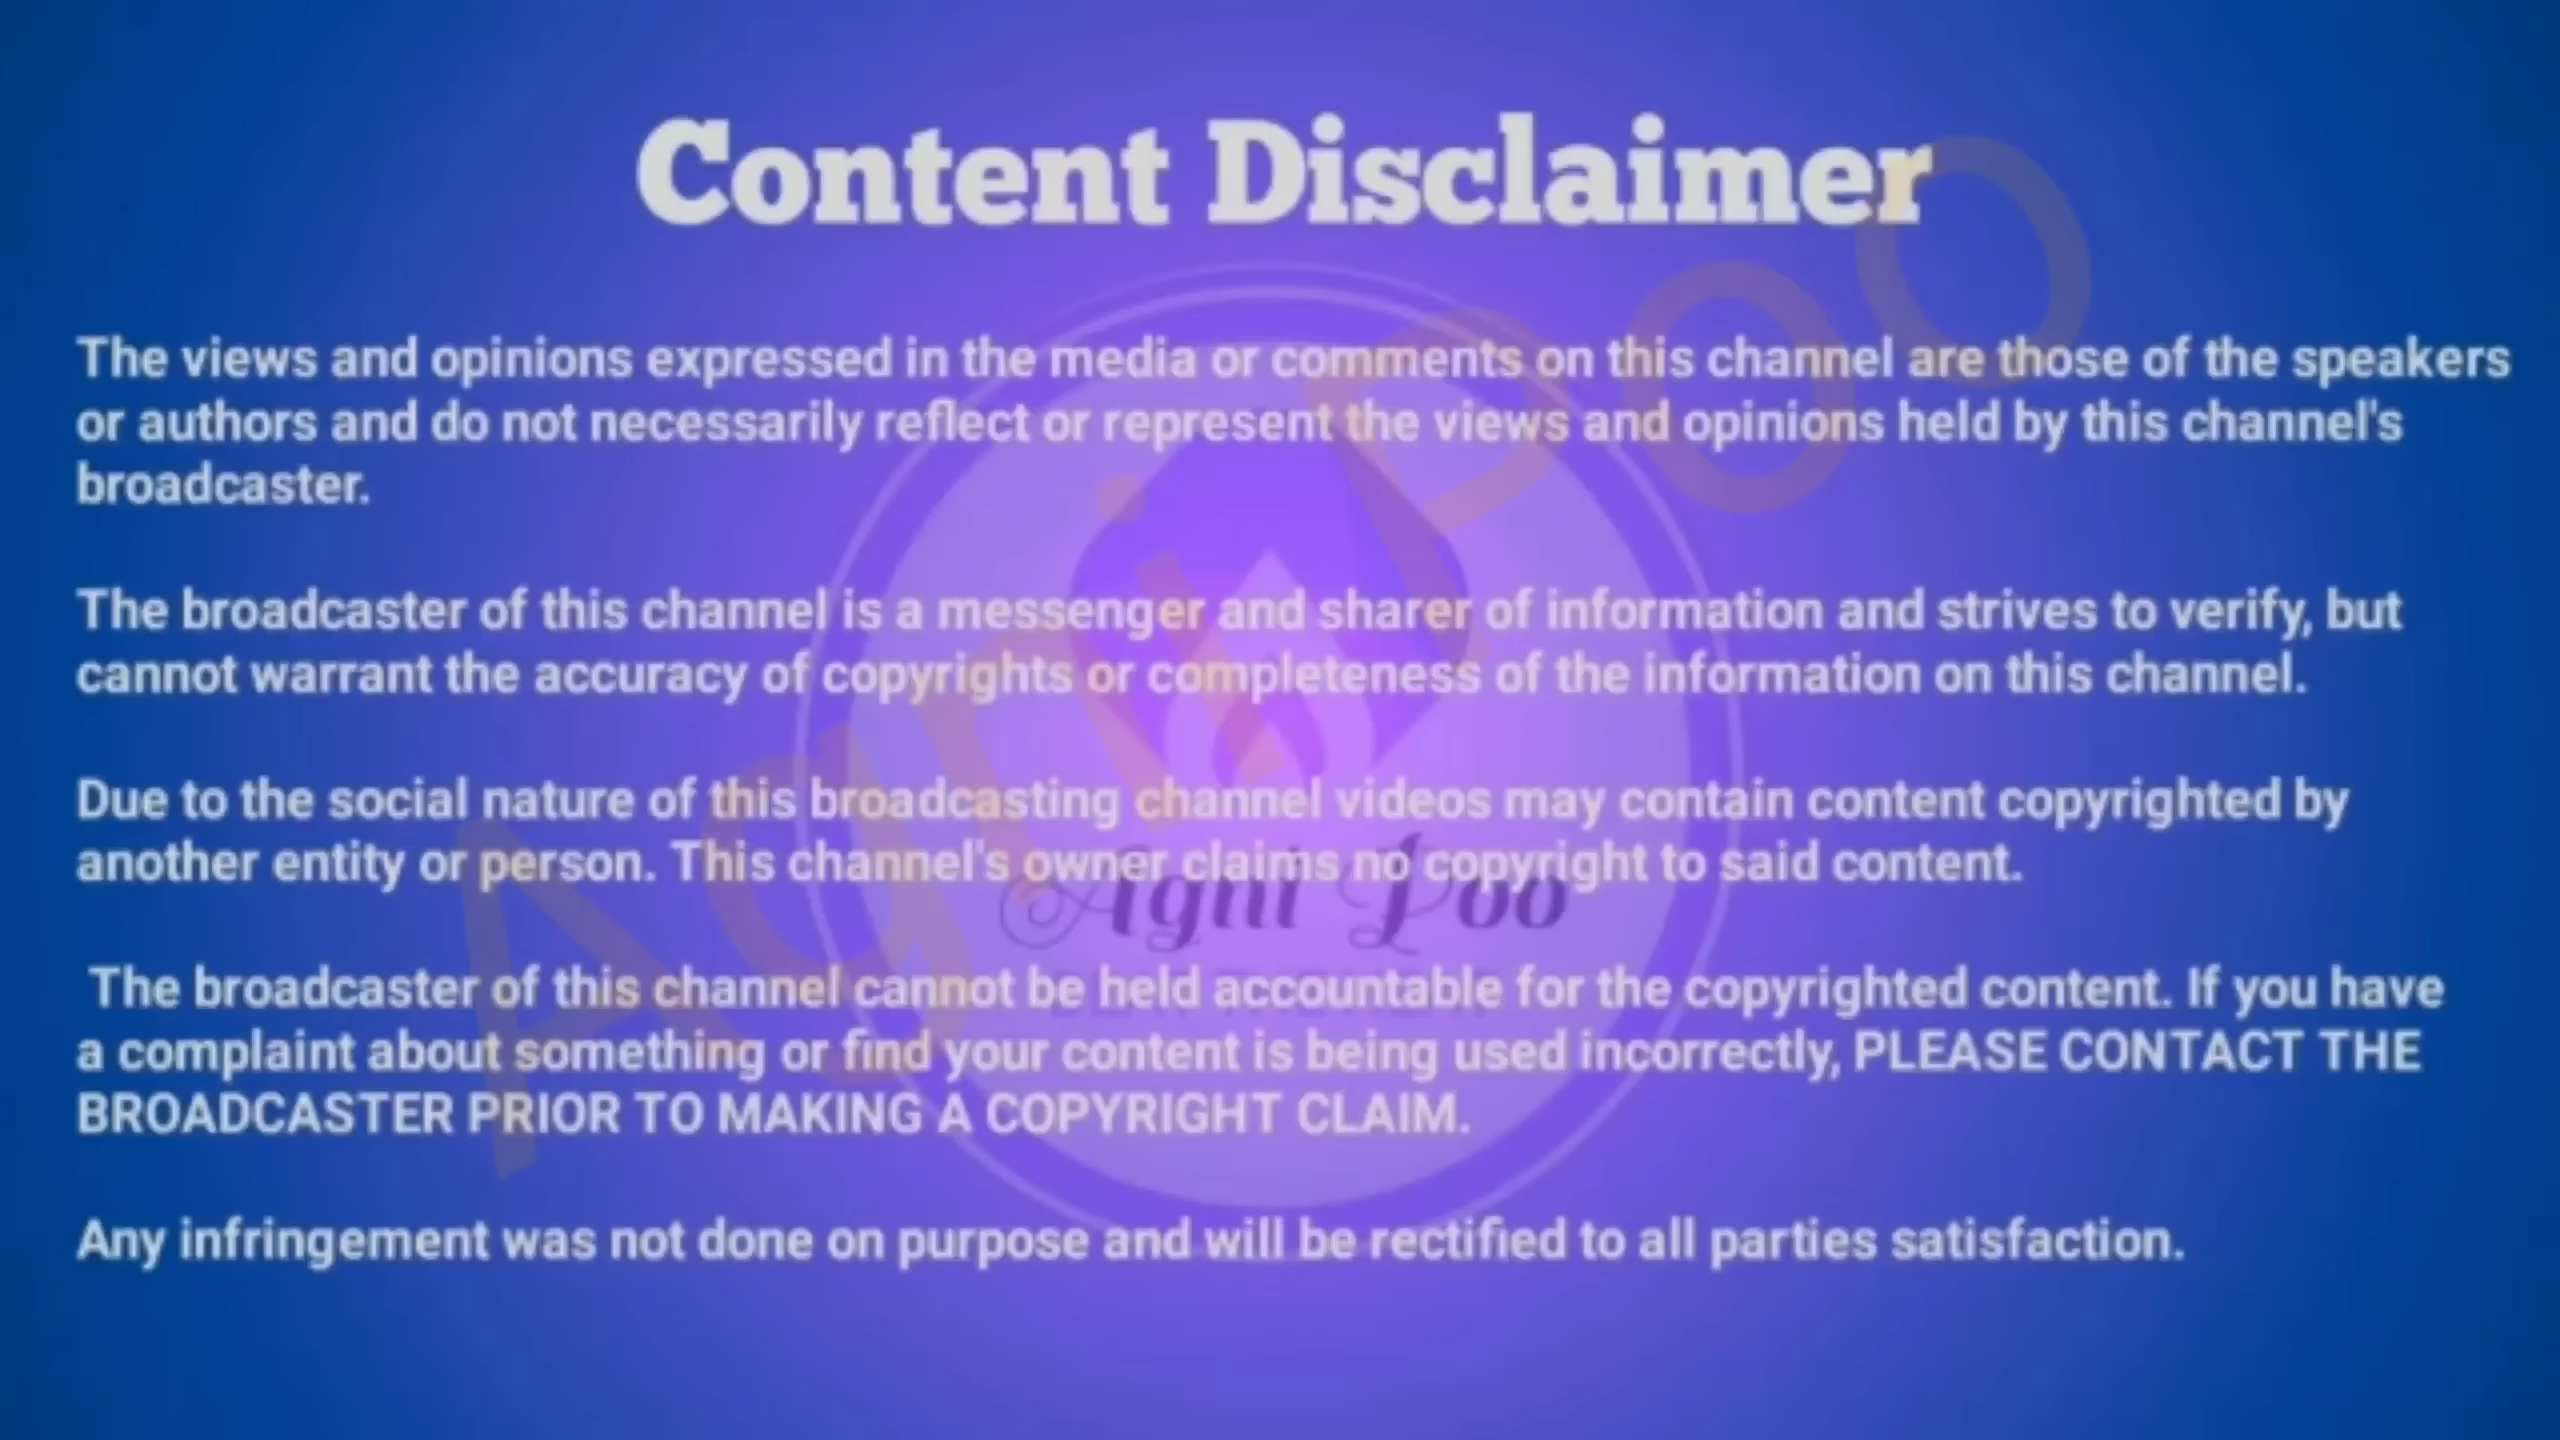 Content Disclaimer
The views and opinions expressed in the media or comments on this channel are those of the speakers
or authors and do not necessarily reflect or represent the views and opinions held by this channel's
broadcaster.
The broadcaster of this channel is a messenger and sharer of information and strives to verify, but
cannot warrant the accuracy of copyrights or completeness of the information on this channel.
Due to the social nature of this broadcasting channel videos may contain content copyrighted by
another entity or person. This channel's owner claims no copyright to said content.
Agni Poo
The broadcaster of this channel cannot be held accountable for the copyrighted content. If you have
a complaint about something or find your content is being used incorrectly, PLEASE CONTACT THE
BROADCASTER PRIOR TO MAKING A COPYRIGHT CLAIM.
Any infringement was not done on purpose and will be rectified to all parties satisfaction.
Agni Poo